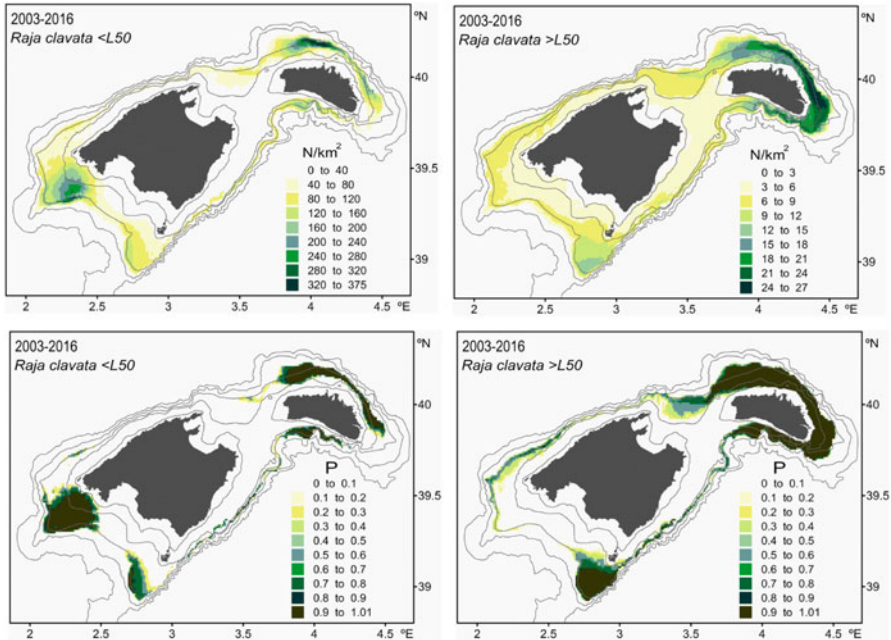 2003-2016
Raja clavata <L50
ºN
40
39.5
39
N/km2
0 to 40
40 to 80
80 to 120
120 to 160
160 to 200
200 to 240
240 to 280
280 to 320
320 to 375
2 2.5 3 3.5 4 4.5 ºE
2003-2016
Raja clavata >L50
ºN
40
39.5
39
N/km2
0 to 3
3 to 6
6 to 9
9 to 12
12 to 15
15 to 18
18 to 21
21 to 24
24 to 27
2 2.5 3 3.5 4 4.5 ºE
2003-2016
Raja clavata <L50
ºN
40
39.5
39
P
0 to 0.1
0.1 to 0.2
0.2 to 0.3
0.3 to 0.4
0.4 to 0.5
0.5 to 0.6
0.6 to 0.7
0.7 to 0.8
0.8 to 0.9
0.9 to 1.01
2 2.5 3 3.5 4 4.5 ºE
2003-2016
Raja clavata >L50
ºN
40
39.5
39
P
0 to 0.1
0.1 to 0.2
0.2 to 0.3
0.3 to 0.4
0.4 to 0.5
0.5 to 0.6
0.6 to 0.7
0.7 to 0.8
0.8 to 0.9
0.9 to 1.01
2 2.5 3 3.5 4 4.5 ºE